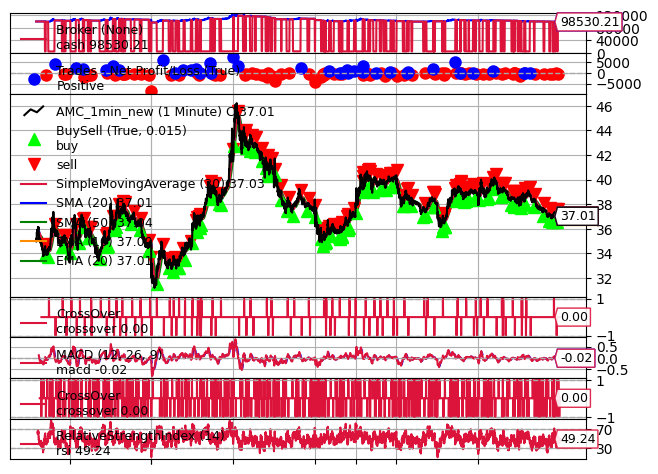 Broker (None)
cash 98530.21
98530.21
40000
0
Trades - Net Profit/Loss (True)
Positive
5000
0
−5000
AMC_1min_new (1 Minute) C 37.01
BuySell (True, 0.015)
buy
sell
SimpleMovingAverage
37.03
SMA (20) 37.01
SMA (50)
EMA (20) 37.01
46
44
42
40
38
37.01
36
34
32
CrossOver
crossover 0.00
1
0.00
−1
MACD (12, 26, 9)
macd -0.02
0.5
-0.02
0.0
−0.5
CrossOver
crossover 0.00
1
0.00
−1
RelativeStrengthIndex (14)
rsi 49.24
70
49.24
30